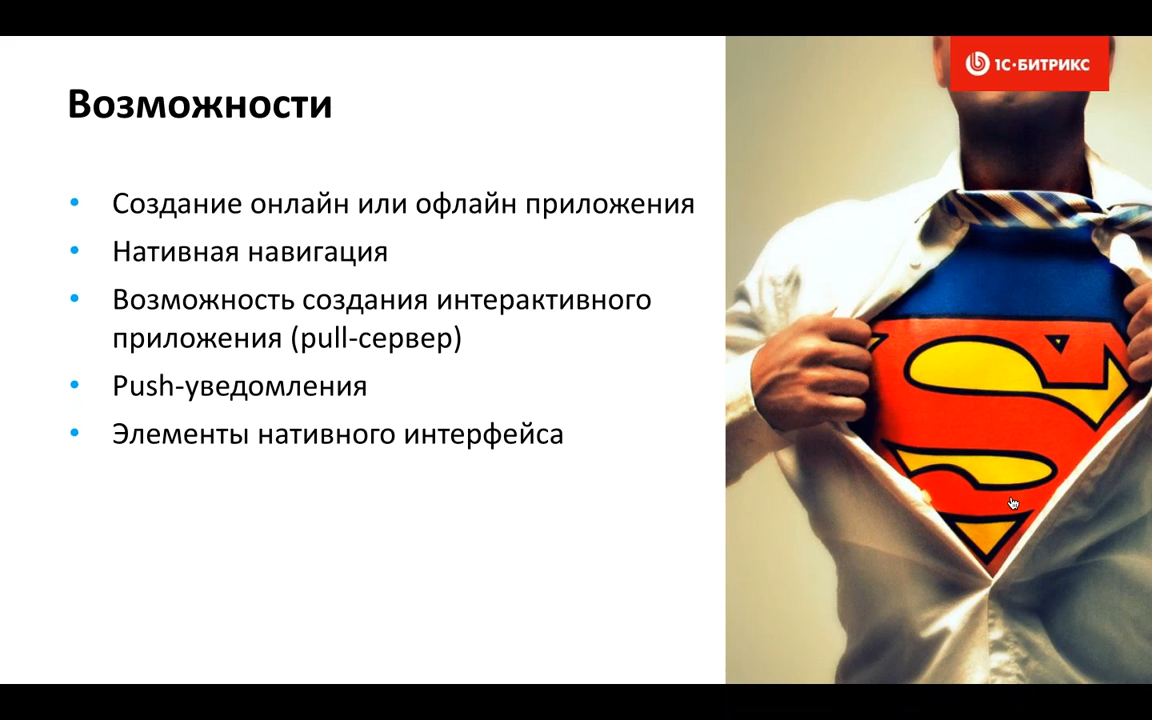 1С·БИТРИКС
Возможности
• Создание онлайн или офлайн приложения
• Нативная навигация
• Возможность создания интерактивного
приложения (pull-сервер)
• Push-уведомления
• Элементы нативного интерфейса